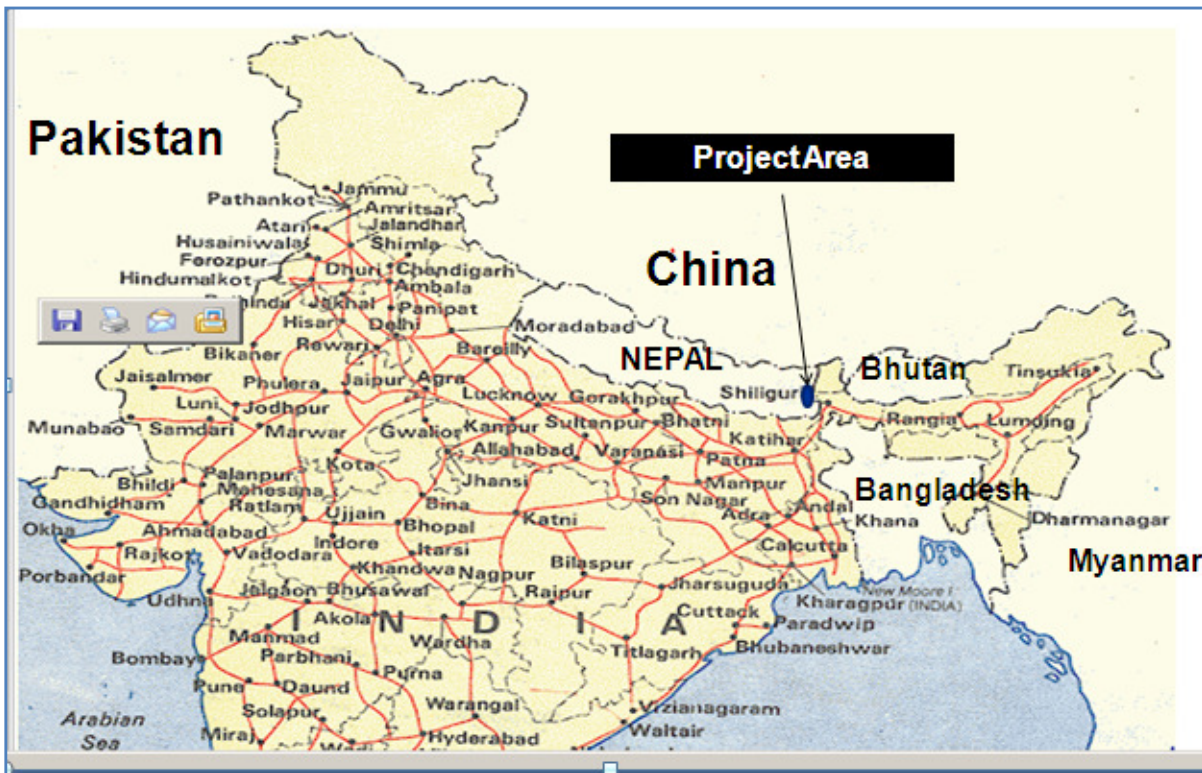 Pakistan
ProjectArea
Jammu
Pathankot
Amritsar
Atari
Jalandhar
Husainiwala
Shimla
Ferozpur
Dhuri
Chandigarh
Hindumalkot
Ambala
China
Jakhal
Panipat
Hisar
Delhi
Moradabad
Rewari
Bareilly
Bikaner
NEPAL
Bhutan
Tinsukia
Jaisalmer
Phulera
Jaipur
Agra
Shiligur
Lucknow
Gorakhpur
Luni
Jodhpur
Rangia
Lumding
Munabao
Samdari
Marwar
Gwalior
Kanpur
Sultanpur
Bhatni
Katihar
Allahabad
Varanasi
Patna
Kota
Palanpur
Jhansi
Manpur
Bhildi
Mahesana
Son Nagar
Bangladesh
Gandhidham
Ratlam
Ujjain
Bina
Andal
Okha
Ahmadabad
Bhopal
Katni
Adra
Khana
Dharmanagar
Rajkot
Vadodara
Indore
Itarsi
Calcutta
Myanmar
Porbandar
Khandwa
Nagpur
Bilaspur
Udhna
Jalgaon
Bhusawal
Raipur
Jharsuguda
New Moore I.
(INDIA)
Kharagpur
Akola
INDIA
Cuttack
Paradwip
Manmad
Wardha
Titlagarh
Bhubaneshwar
Bombay
Parbhani
Purna
Pune
Daund
Warangal
Vizianagaram
Solapur
Waltair
Arabian
Sea
Miraj
Hyderabad